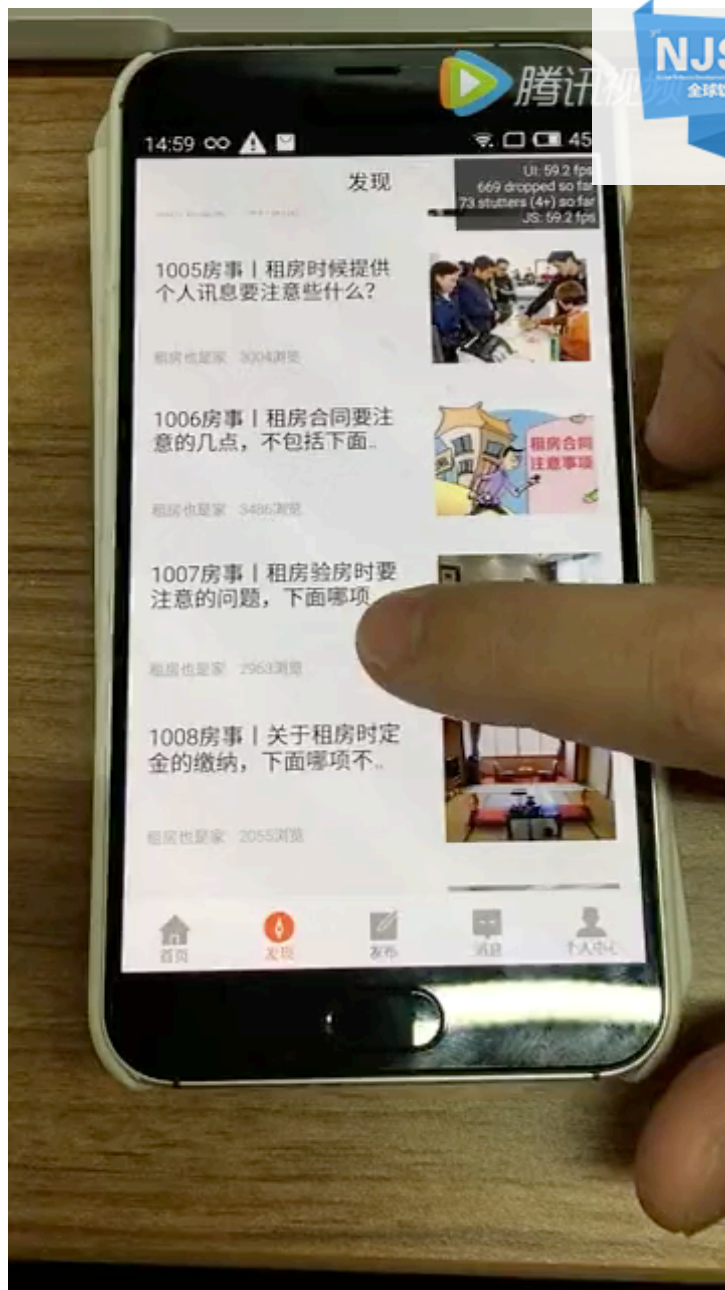 NJS
全球软
腾讯视频
14:59
45
发现
UI: 59.2 fps
669 dropped so far
73 stutters (4+) so far
JS: 59.2 fps
1005房事丨租房时候提供
个人讯息要注意些什么？
租房也是家 3004浏览
1006房事丨租房合同要注
意的几点，不包括下面..
租房合同
注意事项
租房也是家 3486浏览
1007房事丨租房验房时要
注意的问题，下面哪项
租房也是家 2963浏览
1008房事丨关于租房时定
金的缴纳，下面哪项不..
租房也是家 2055浏览
首页
发现
发布
消息
个人中心